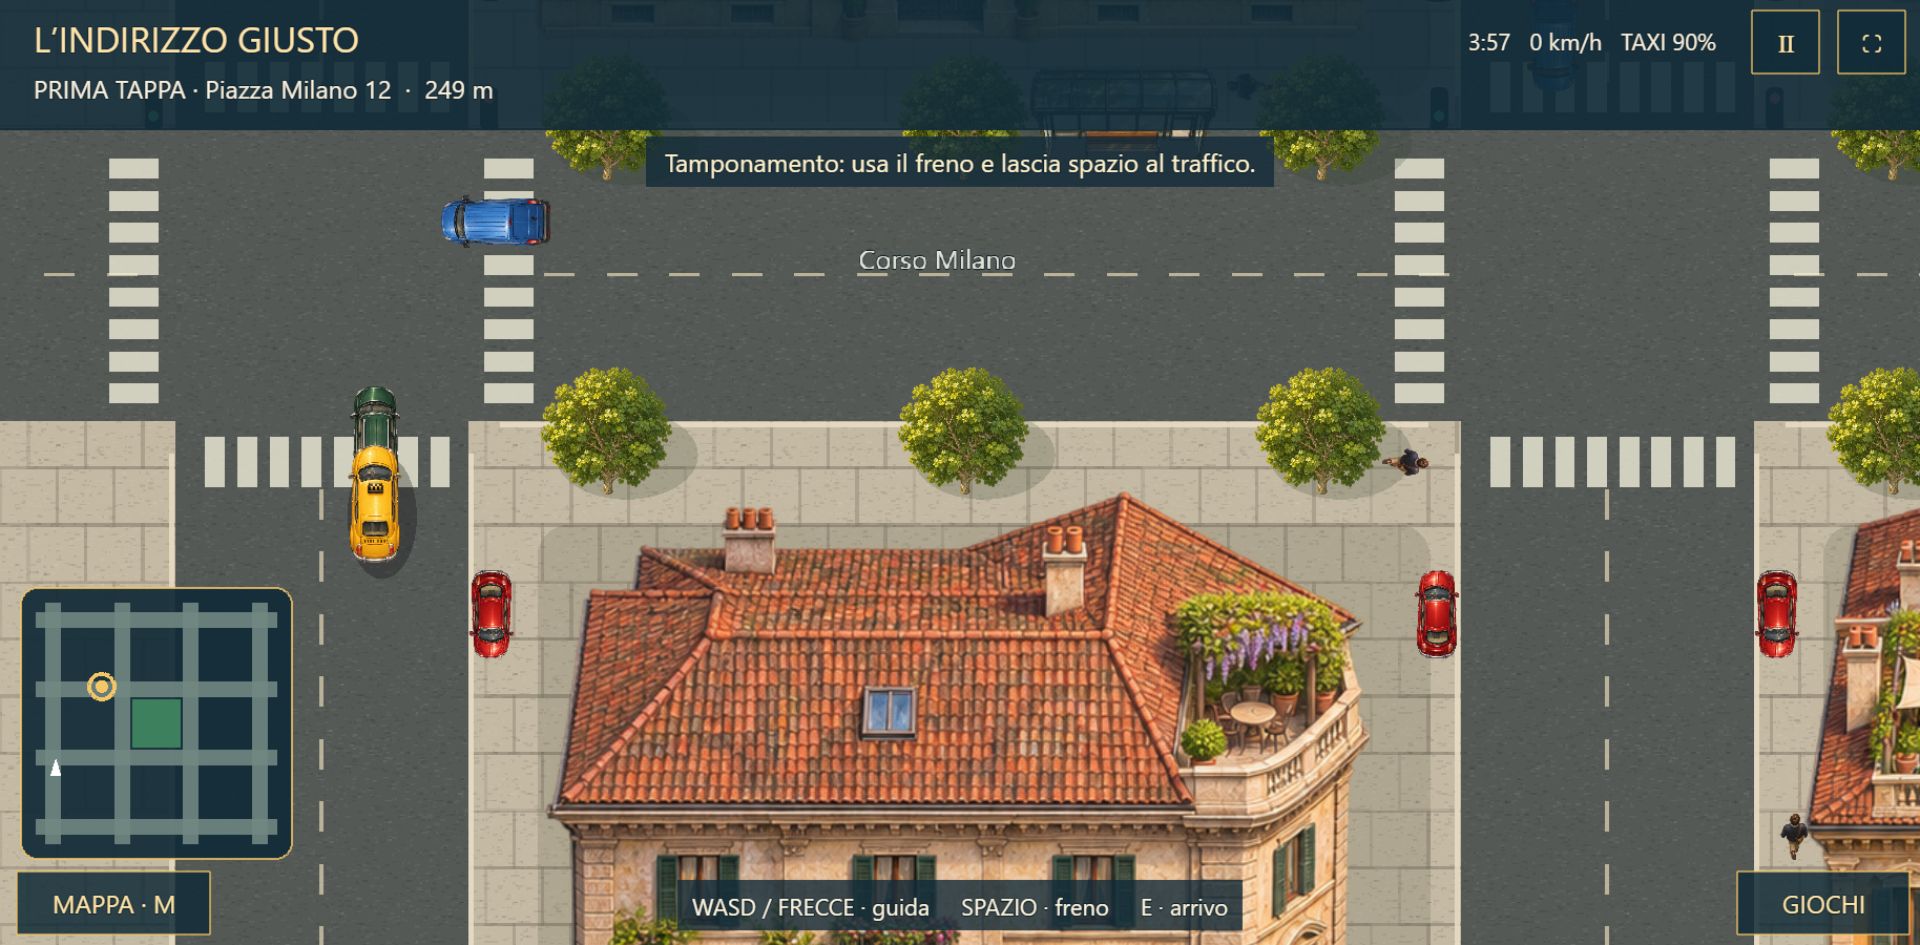 L'INDIRIZZO GIUSTO
PRIMA TAPPA · Piazza Milano 12 · 249 m
3:57 0 km/h TAXI 90%
II
Tamponamento: usa il freno e lascia spazio al traffico.
Corso Milano
MAPPA · M
WASD / FRECCE · guida SPAZIO · freno E · arrivo
GIOCHI